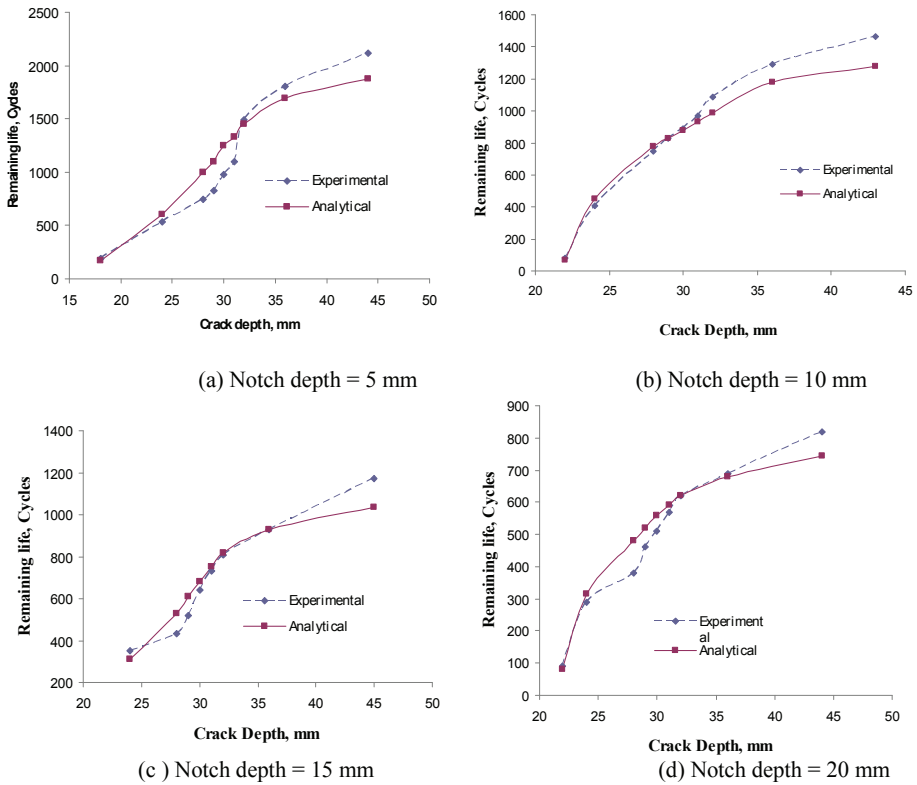 2500
2000
1500
1000
500
0
15 20 25 30 35 40 45 50
Remaining life, Cycles
Crack depth, mm
Experimental
Analytical
(a) Notch depth = 5 mm
1600
1400
1200
1000
800
600
400
200
0
20 25 30 35 40 45
Remaining life, Cycles
Crack Depth, mm
Experimental
Analytical
(b) Notch depth = 10 mm
1400
1200
1000
800
600
400
200
20 25 30 35 40 45 50
Remaining life, Cycles
Crack Depth, mm
Experimental
Analytical
(c ) Notch depth = 15 mm
900
800
700
600
500
400
300
200
100
0
20 25 30 35 40 45 50
Remaining life, Cycles
Crack Depth, mm
Experiment
al
Analytical
(d) Notch depth = 20 mm